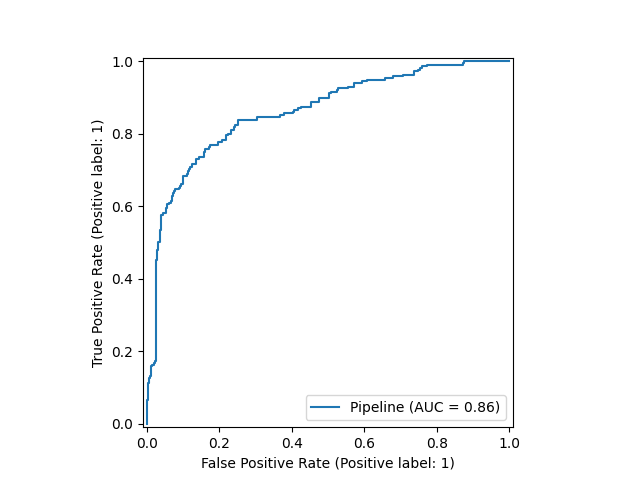 1.0
0.8
0.6
0.4
0.2
0.0
True Positive Rate (Positive label: 1)
Pipeline (AUC = 0.86)
0.0 0.2 0.4 0.6 0.8 1.0
False Positive Rate (Positive label: 1)